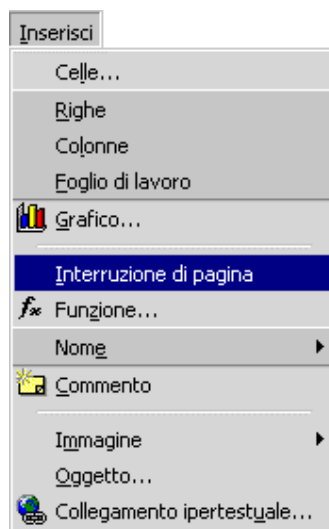 Inserisci
Celle...
Righe
Colonne
Foglio di lavoro
Grafico...
Interruzione di pagina
Funzione...
Nome
Commento
Immagine
Oggetto...
Collegamento ipertestuale...